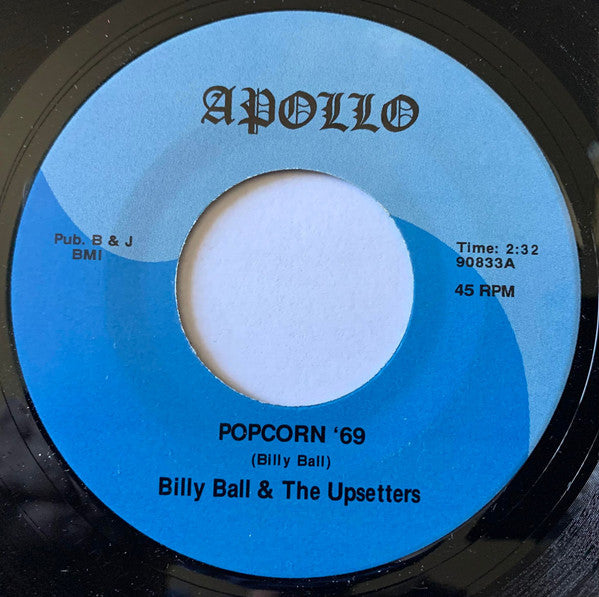 APOLLO
Pub. B & J
BMI
Time: 2:32
90833A
45 RPM
POPCORN ‘69
(Billy Ball)
Billy Ball & The Upsetters